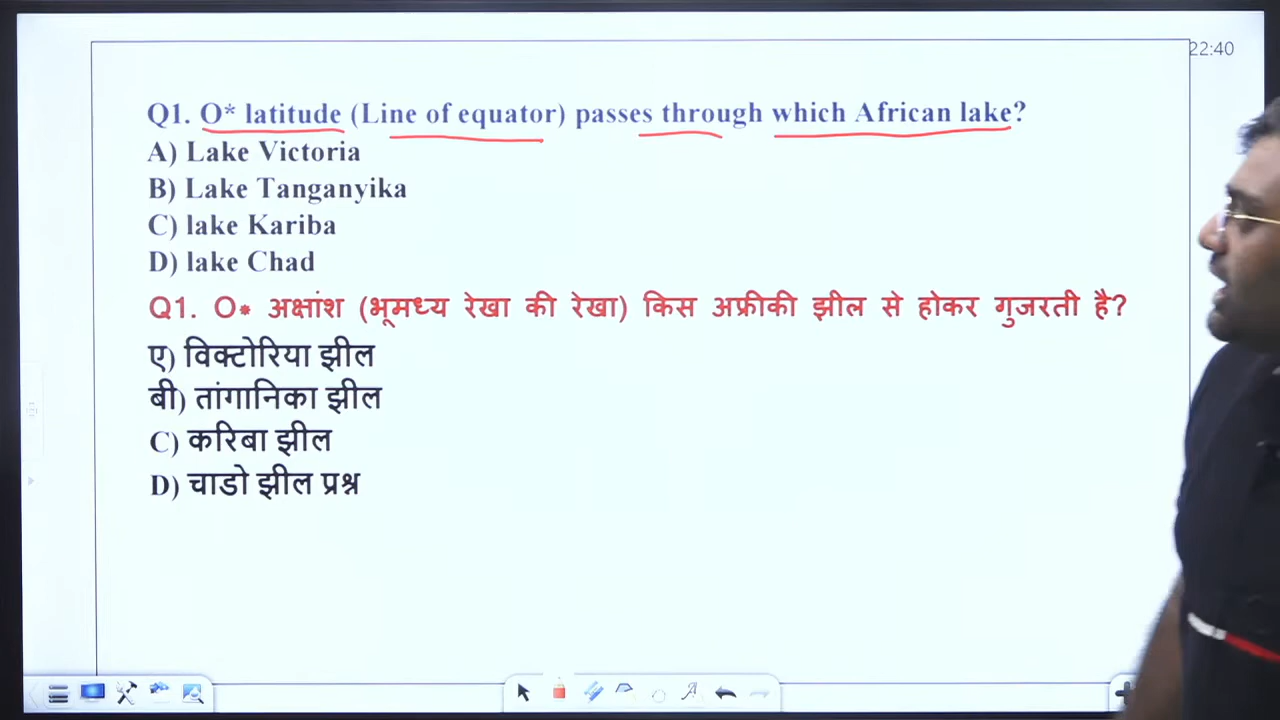 22:40
Q1. O* latitude (Line of equator) passes through which African lake?
A) Lake Victoria
B) Lake Tanganyika
C) lake Kariba
D) lake Chad
Q1. O* अक्षांश (भूमध्य रेखा की रेखा) किस अफ्रीकी झील से होकर गुजरती है?
ए) विक्टोरिया झील
बी) तांगानिका झील
C) करिबा झील
D) चाडो झील प्रश्न